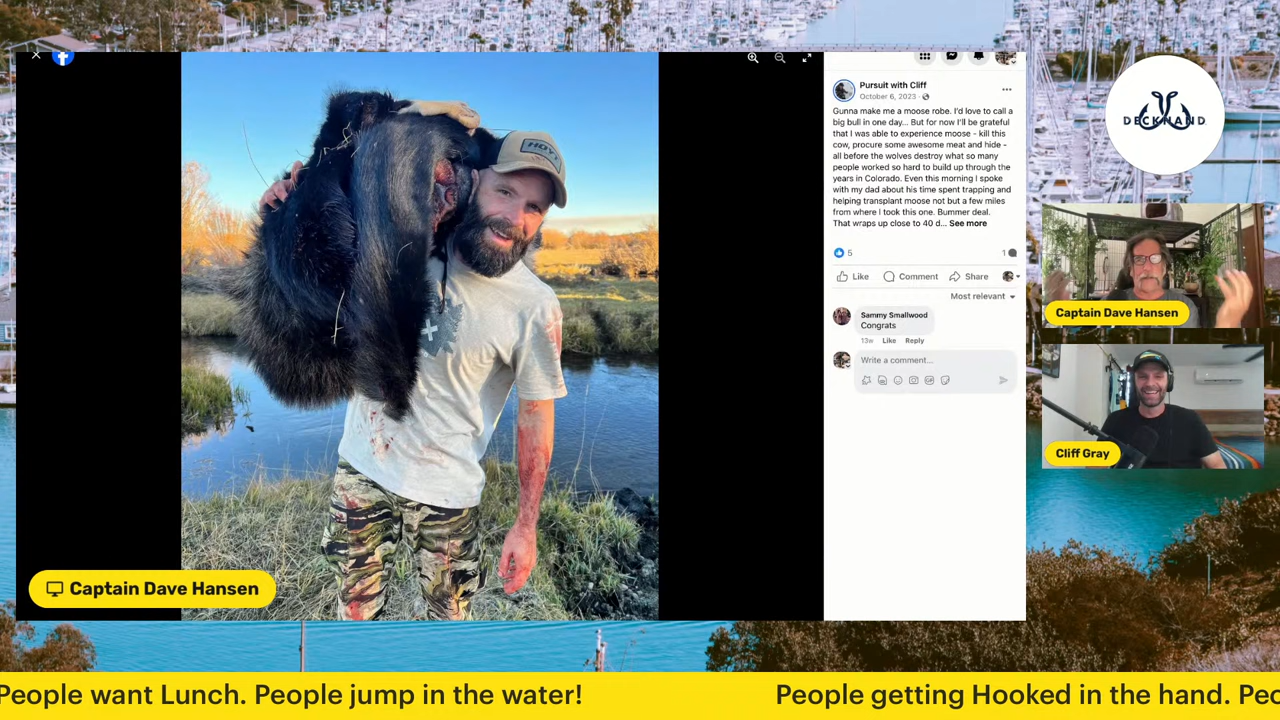 HOYT
Pursuit with Cliff
October 6, 2023 ·
Gunna make me a moose robe. I'd love to call a
big bull in one day... But for now I'll be grateful
that I was able to experience moose - kill this
cow, procure some awesome meat and hide -
all before the wolves destroy what so many
people worked so hard to build up through the
years in Colorado. Even this morning I spoke
with my dad about his time spent trapping and
helping transplant moose not but a few miles
from where I took this one. Bummer deal.
That wraps up close to 40 d... See more
5
1
Like Comment Share
Most relevant
Sammy Smallwood
Congrats
13w Like Reply
Write a comment...
GIF
DECKHAND
Captain Dave Hansen
Cliff Gray
Captain Dave Hansen
People want Lunch. People jump in the water! People getting Hooked in the hand. Peo